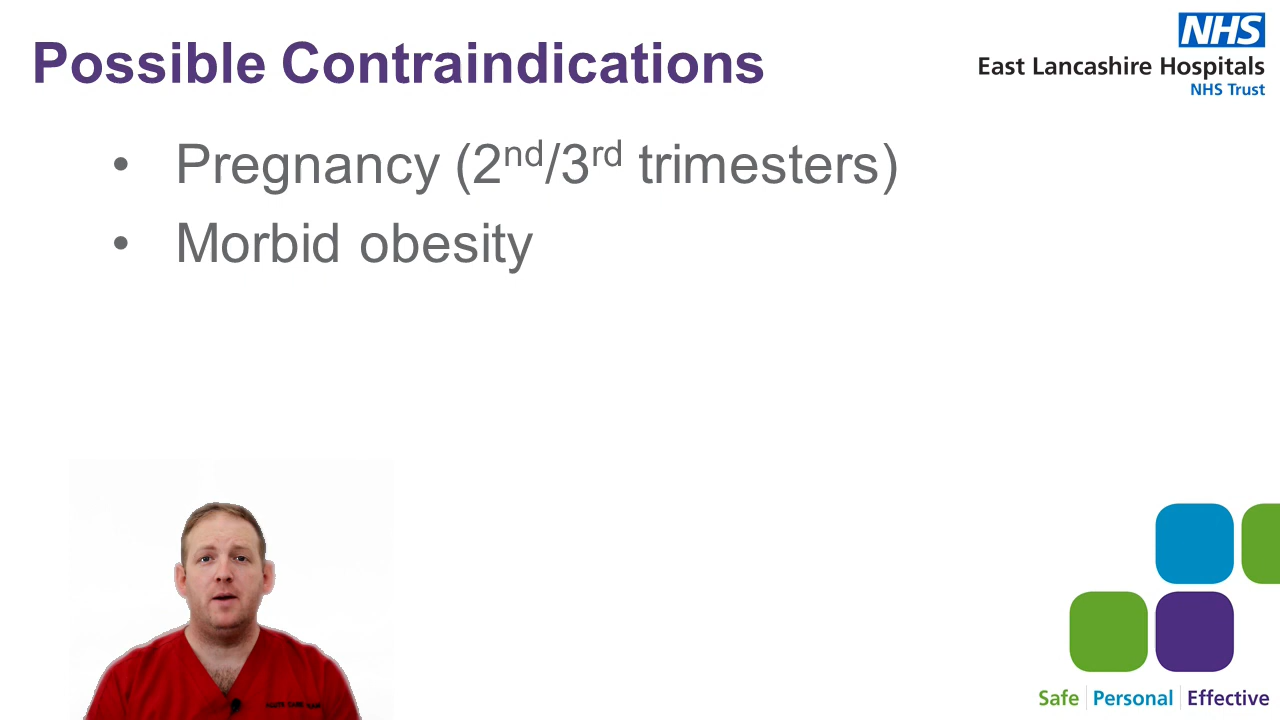 Possible Contraindications
NHS
East Lancashire Hospitals
NHS Trust
• Pregnancy (2nd/3rd trimesters)
• Morbid obesity
Safe | Personal | Effective